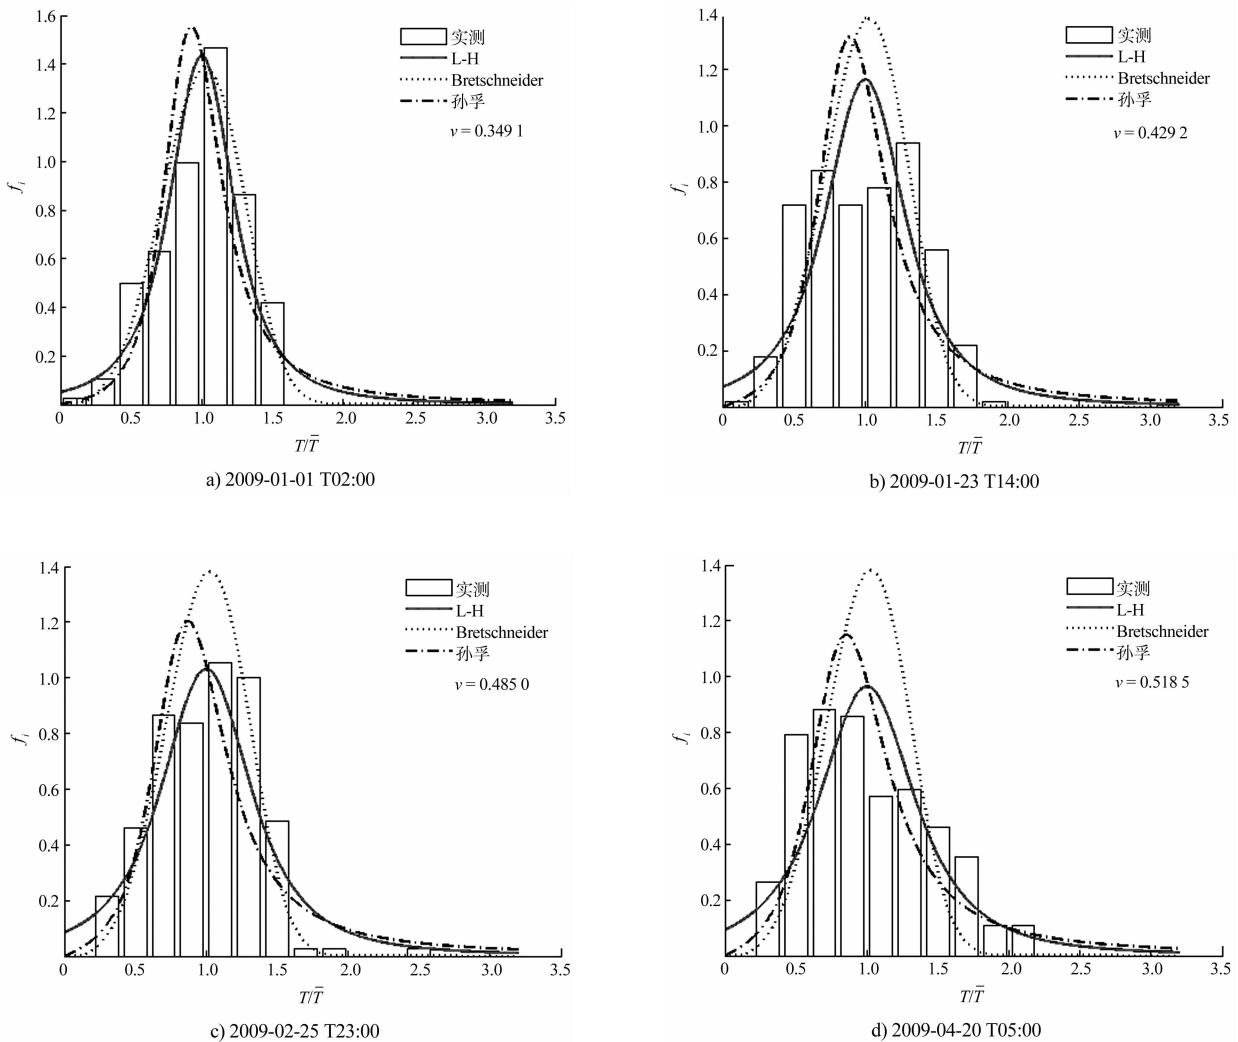 1.6
1.4
1.2
1.0
0.8
0.6
0.4
0.2
f_i
0 0.5 1.0 1.5 2.0 2.5 3.0 3.5
T/T̄
实测
L-H
Bretschneider
孙孚
v = 0.349 1
a) 2009-01-01 T02:00
1.4
1.2
1.0
0.8
0.6
0.4
0.2
f_i
0 0.5 1.0 1.5 2.0 2.5 3.0 3.5
T/T̄
实测
L-H
Bretschneider
孙孚
v = 0.429 2
b) 2009-01-23 T14:00
1.4
1.2
1.0
0.8
0.6
0.4
0.2
f_i
0 0.5 1.0 1.5 2.0 2.5 3.0 3.5
T/T̄
实测
L-H
Bretschneider
孙孚
v = 0.485 0
c) 2009-02-25 T23:00
1.4
1.2
1.0
0.8
0.6
0.4
0.2
f_i
0 0.5 1.0 1.5 2.0 2.5 3.0 3.5
T/T̄
实测
L-H
Bretschneider
孙孚
v = 0.518 5
d) 2009-04-20 T05:00